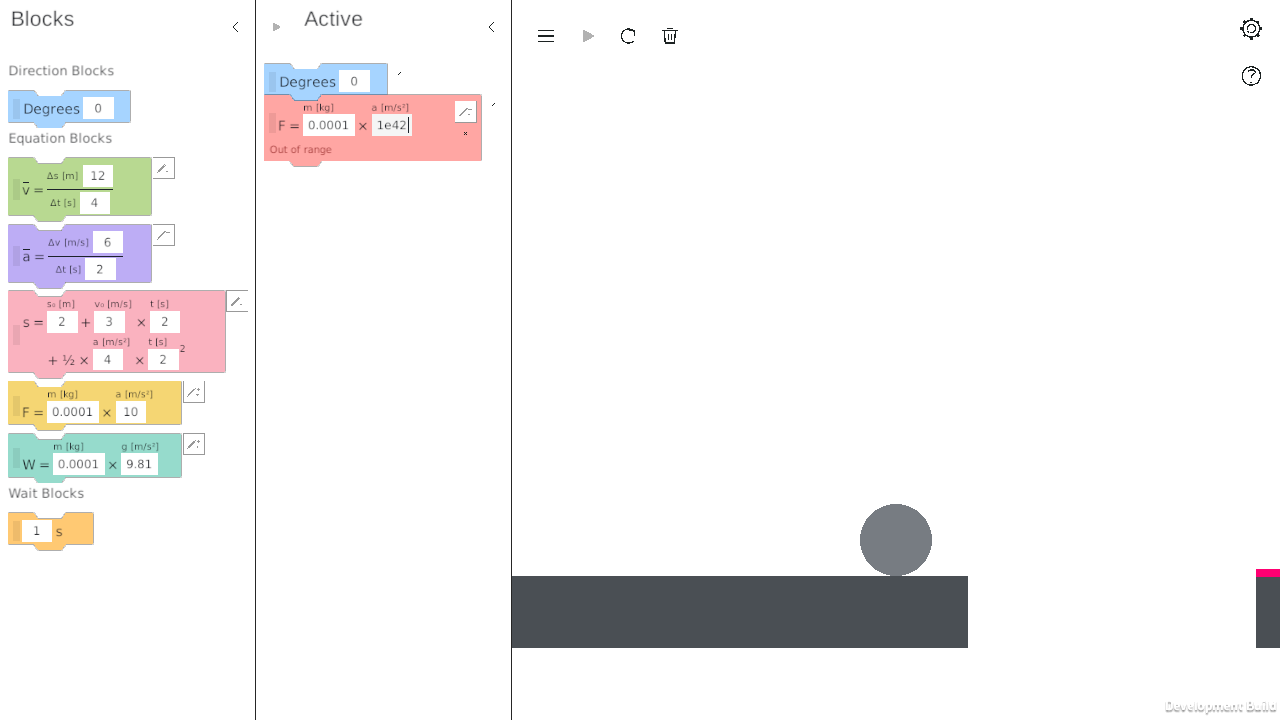 Blocks
Direction Blocks
Degrees 0
Equation Blocks
Δs [m] 12
v̅ =
Δt [s] 4
Δv [m/s] 6
a̅ =
Δt [s] 2
s₀ [m] v₀ [m/s] t [s]
s = 2 + 3 × 2
a [m/s²] t [s]
+ ½ × 4 × 2 2
m [kg] a [m/s²]
F = 0.0001 × 10
m [kg] g [m/s²]
W = 0.0001 × 9.81
Wait Blocks
1 s
Active
Degrees 0
m [kg] a [m/s²]
F = 0.0001 × 1e42
Out of range
Development Build